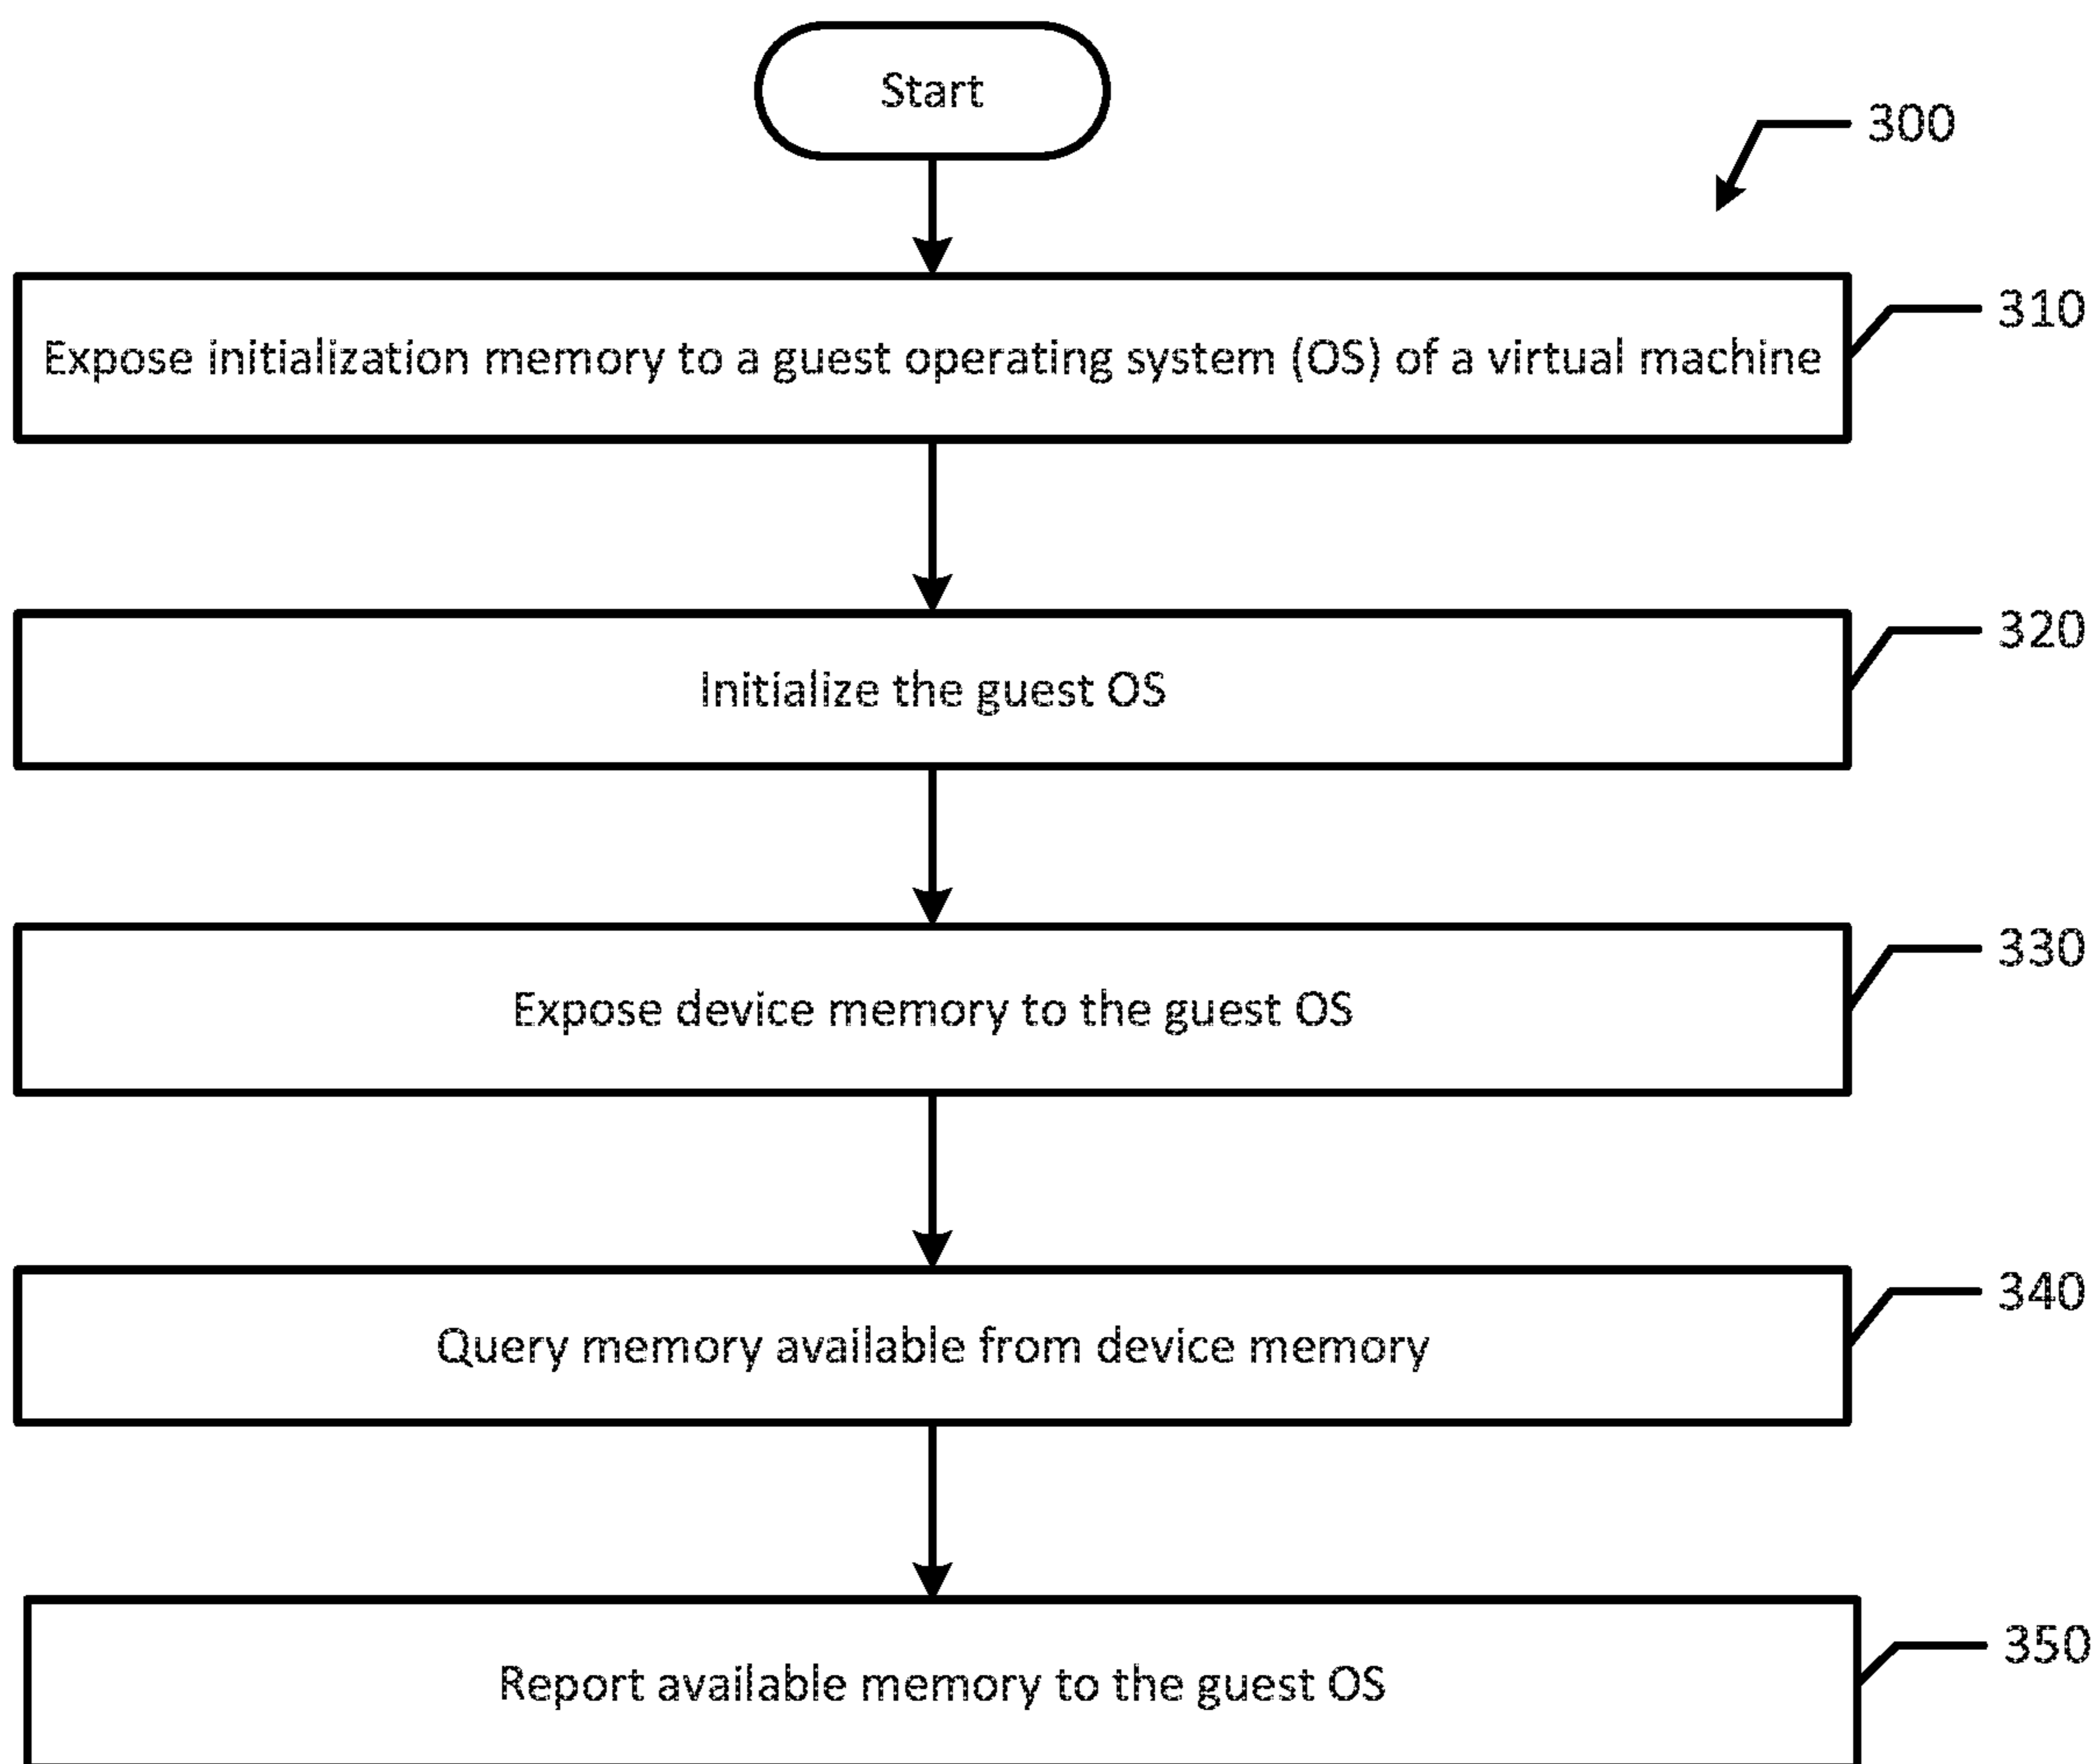 Start
300
Expose initialization memory to a guest operating system (OS) of a virtual machine
310
Initialize the guest OS
320
Expose device memory to the guest OS
330
Query memory available from device memory
340
Report available memory to the guest OS
350